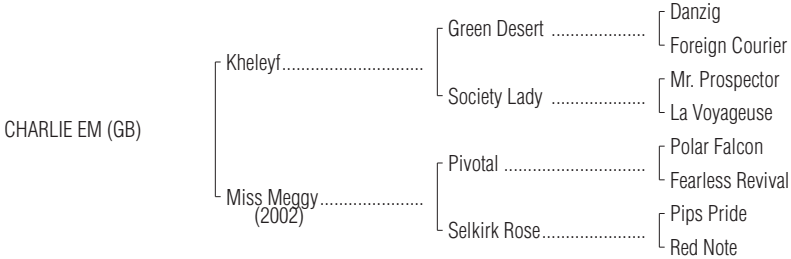 Danzig
Green Desert ....................
Foreign Courier
Kheleyf..............................
Mr. Prospector
Society Lady ....................
La Voyageuse
CHARLIE EM (GB)
Polar Falcon
Pivotal ..............................
Fearless Revival
Miss Meggy......................
(2002)
Pips Pride
Selkirk Rose......................
Red Note